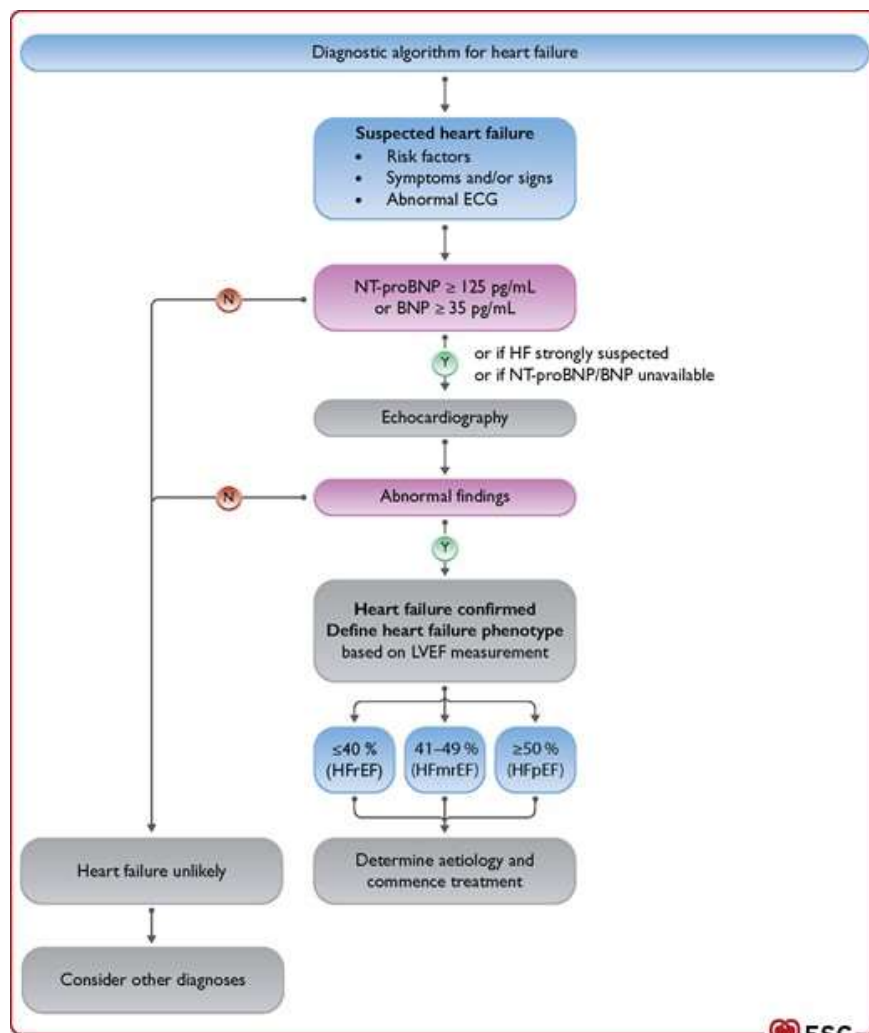 Diagnostic algorithm for heart failure
Suspected heart failure
• Risk factors
• Symptoms and/or signs
• Abnormal ECG
NT-proBNP ≥ 125 pg/mL
or BNP ≥ 35 pg/mL
N
Y
or if HF strongly suspected
or if NT-proBNP/BNP unavailable
Echocardiography
Abnormal findings
N
Y
Heart failure confirmed
Define heart failure phenotype
based on LVEF measurement
≤40 %
(HFrEF)
41–49 %
(HFmrEF)
≥50 %
(HFpEF)
Heart failure unlikely
Determine aetiology and
commence treatment
Consider other diagnoses
ESC